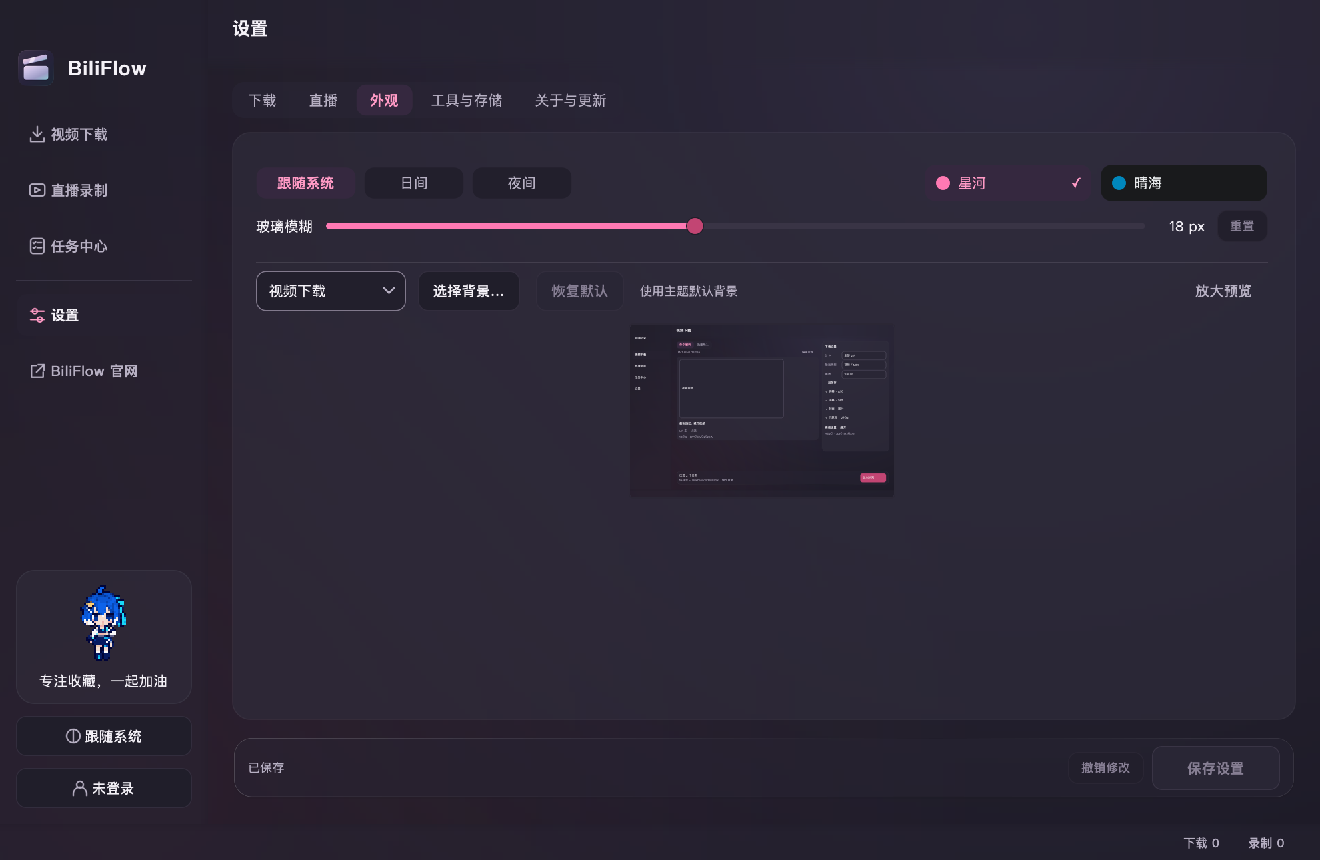 设置
BiliFlow
视频下载
直播录制
任务中心
设置
BiliFlow 官网
专注收藏，一起加油
跟随系统
未登录
下载 直播 外观 工具与存储 关于与更新
跟随系统 日间 夜间 星河 ✓ 晴海
玻璃模糊 18 px 重置
视频下载 选择背景... 恢复默认 使用主题默认背景 放大预览
已保存 撤销修改 保存设置
下载 0 录制 0